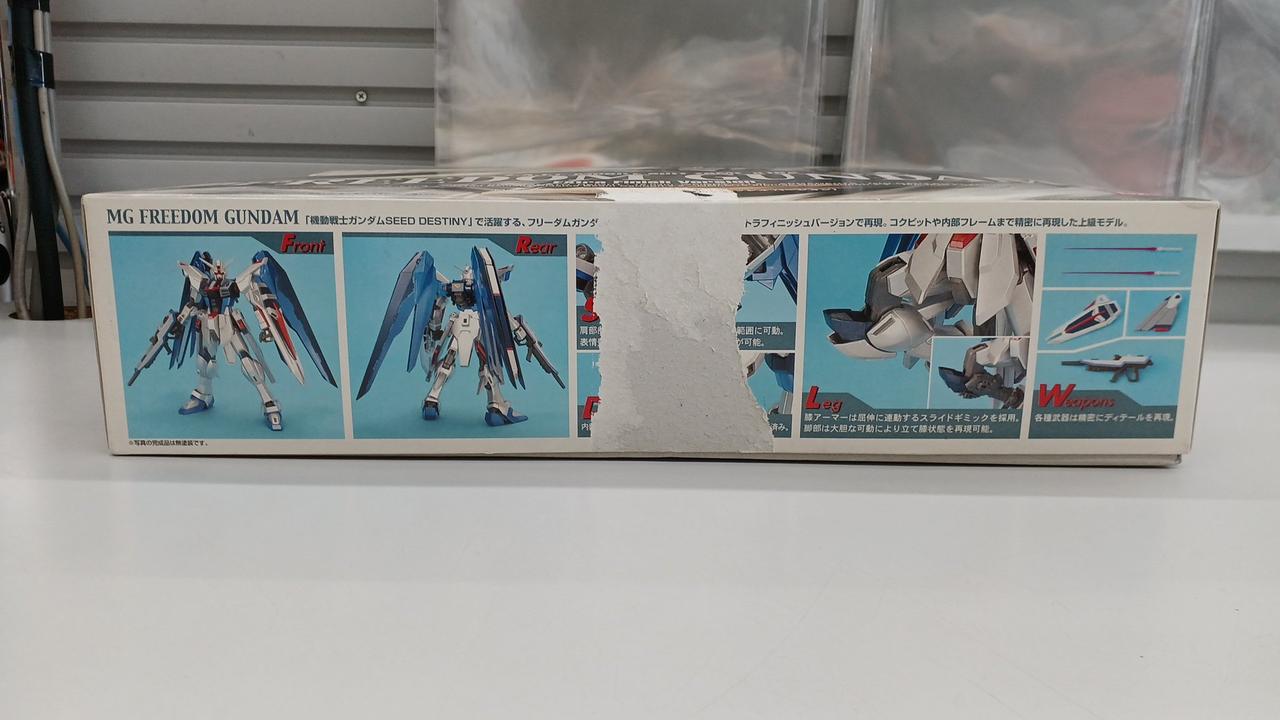 FREEDOM GUNDAM
MG FREEDOM GUNDAM 「機動戦士ガンダムSEED DESTINY」で活躍する、フリーダムガンダ
トラフィニッシュバージョンで再現。コクピットや内部フレームまで精密に再現した上級モデル。
Front
Rear
肩部
表情
範囲に可動。
が可能。
内部
済み。
Leg
膝アーマーは屈伸に連動するスライドギミックを採用。
脚部は大胆な可動により立て膝状態を再現可能。
Weapons
各種武器は精密にディテールを再現。
※写真の完成品は無塗装です。